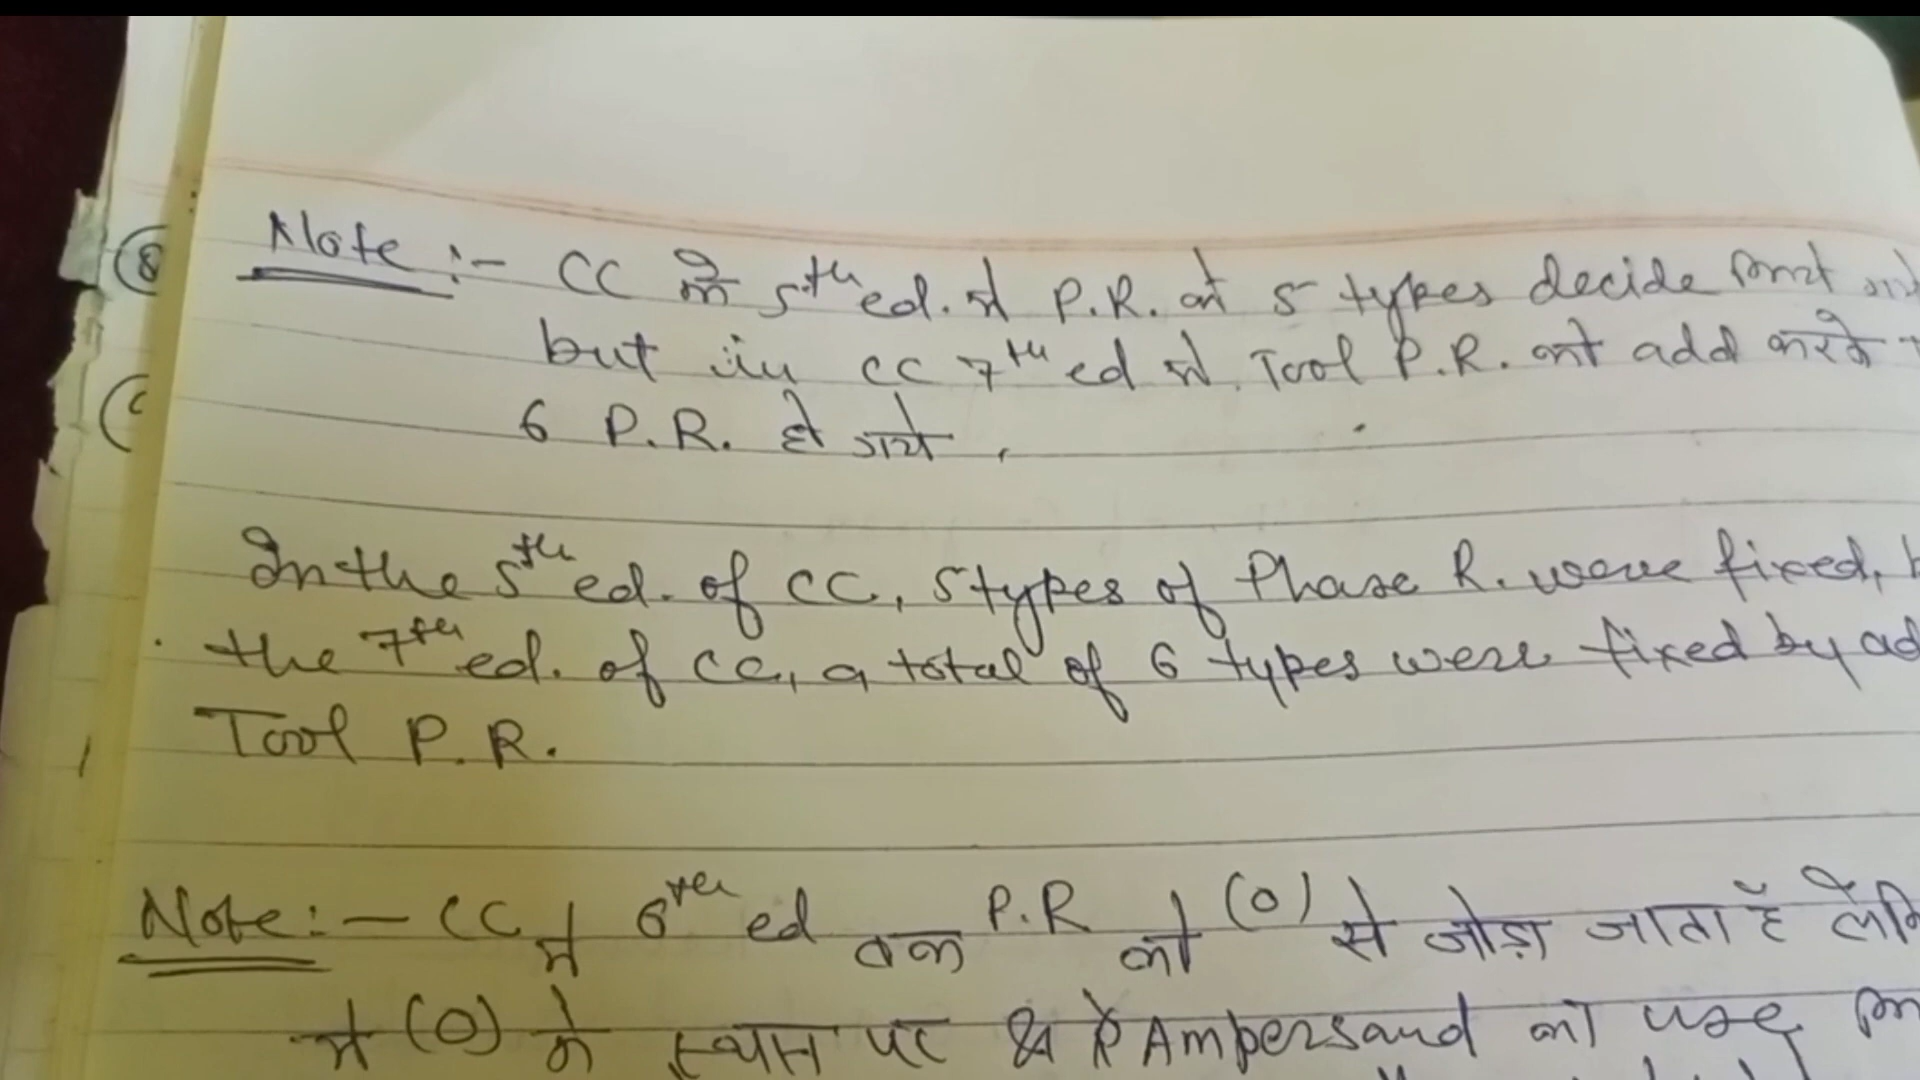 Note :- CC के 5th ed. में P.R. को 5 types decide किया
but in CC 7th ed में Tool P.R. को add करके
6 P.R. हो गये,
In the 5th ed. of CC, 5 types of Phase R. were fixed,
the 7th ed. of CC, a total of 6 types were fixed by ad
Tool P.R.
Note :- CC में 6th ed तक P.R को (0) से जोड़ा जाता है
में (0) के स्थान पर & Ampersand का use